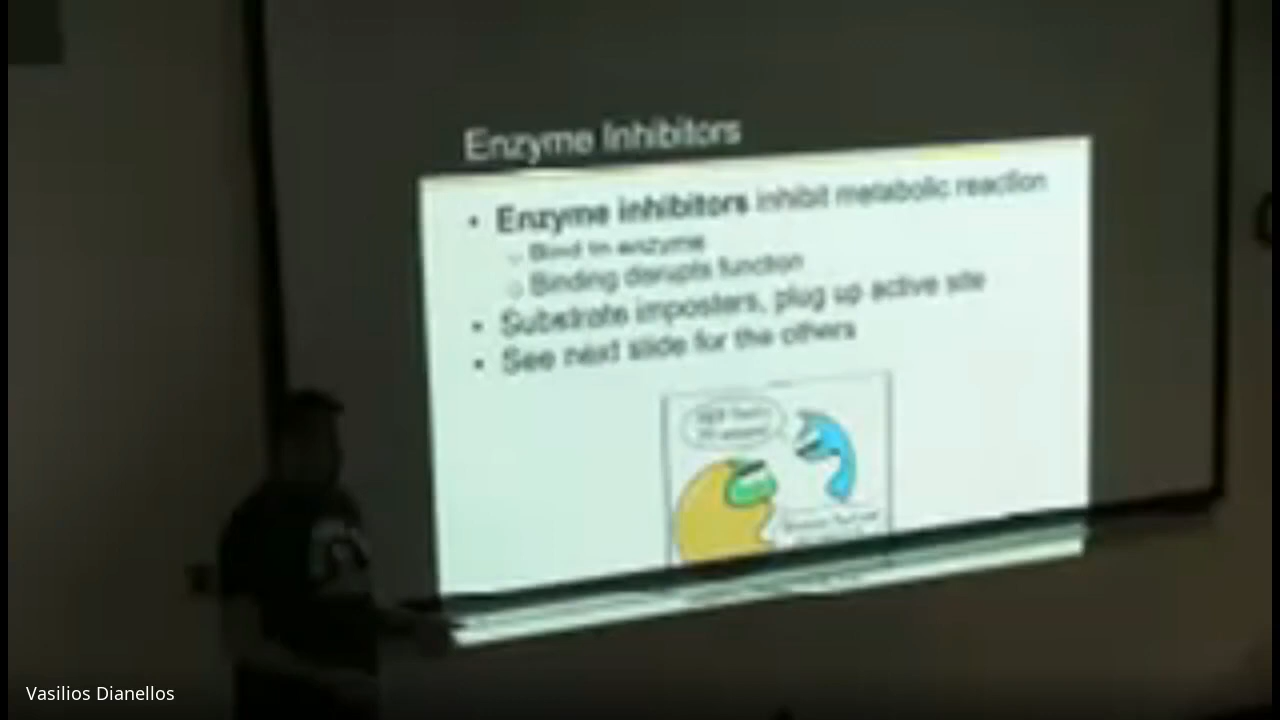 Enzyme Inhibitors
• Enzyme inhibitors inhibit metabolic reaction
○ Bind to enzyme
○ Binding disrupts function
• Substrate imposters, plug up active site
• See next slide for the others
Vasilios Dianellos